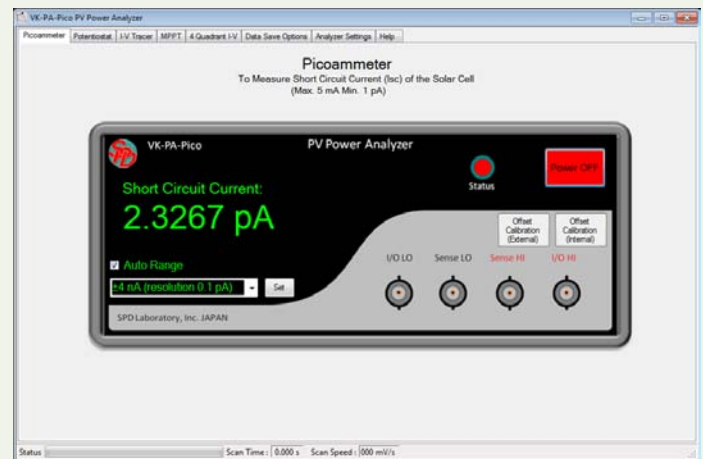 VK-PA-Pico PV Power Analyzer
Picoammeter Potentiostat I-V Tracer MPPT 4 Quadrant I-V Data Save Options Analyzer Settings Help
Picoammeter
To Measure Short Circuit Current (Isc) of the Solar Cell
(Max. 5 mA Min. 1 pA)
VK-PA-Pico
PV Power Analyzer
Power OFF
Status
Short Circuit Current:
2.3267 pA
Offset Calibration (External)
Offset Calibration (Internal)
I/O LO Sense LO Sense HI I/O HI
Auto Range
±4 nA (resolution 0.1 pA)
Set
SPD Laboratory, Inc. JAPAN
Status Scan Time : 0.000 s Scan Speed : 000 mV/s